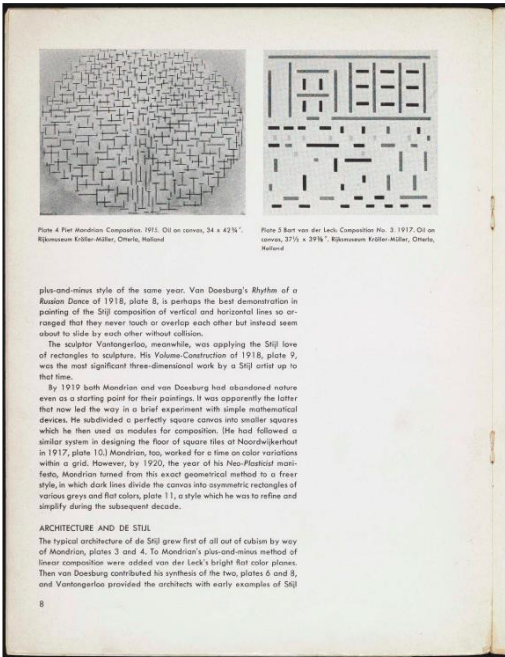 Plate 4 Piet Mondrian Composition. 1915. Oil on canvas, 34 x 42¾".
Rijksmuseum Kröller-Müller, Otterlo, Holland
Plate 5 Bart van der Leck: Composition No. 3. 1917. Oil on
canvas, 37½ x 39⅜". Rijksmuseum Kröller-Müller, Otterlo,
Holland
plus-and-minus style of the same year. Van Doesburg's Rhythm of a
Russian Dance of 1918, plate 8, is perhaps the best demonstration in
painting of the Stijl composition of vertical and horizontal lines so ar-
ranged that they never touch or overlap each other but instead seem
about to slide by each other without collision.
The sculptor Vantongerloo, meanwhile, was applying the Stijl love
of rectangles to sculpture. His Volume-Construction of 1918, plate 9,
was the most significant three-dimensional work by a Stijl artist up to
that time.
By 1919 both Mondrian and van Doesburg had abandoned nature
even as a starting point for their paintings. It was apparently the latter
that now led the way in a brief experiment with simple mathematical
devices. He subdivided a perfectly square canvas into smaller squares
which he then used as modules for composition. (He had followed a
similar system in designing the floor of square tiles at Noordwijkerhout
in 1917, plate 10.) Mondrian, too, worked for a time on color variations
within a grid. However, by 1920, the year of his Neo-Plasticist mani-
festo, Mondrian turned from this exact geometrical method to a freer
style, in which dark lines divide the canvas into asymmetric rectangles of
various greys and flat colors, plate 11, a style which he was to refine and
simplify during the subsequent decade.
ARCHITECTURE AND DE STIJL
The typical architecture of de Stijl grew first of all out of cubism by way
of Mondrian, plates 3 and 4. To Mondrian's plus-and-minus method of
linear composition were added van der Leck's bright flat color planes.
Then van Doesburg contributed his synthesis of the two, plates 6 and 8,
and Vantongerloo provided the architects with early examples of Stijl
8